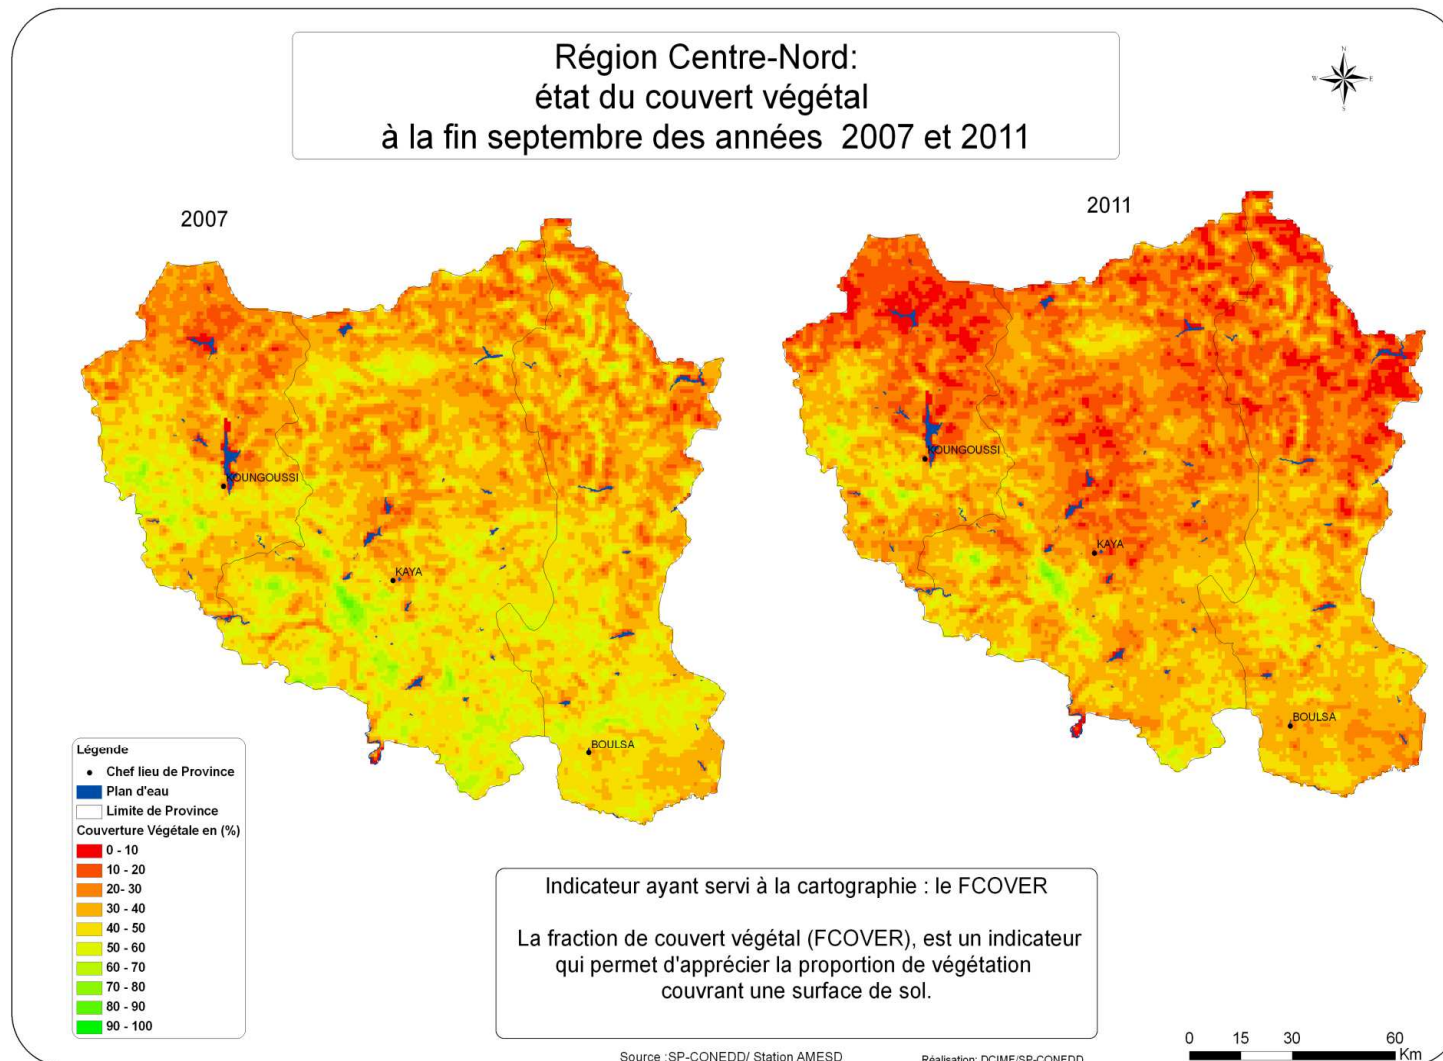 Région Centre-Nord:
état du couvert végétal
à la fin septembre des années 2007 et 2011
N
W
E
S
2007
2011
KOUNGOUSSI
KAYA
BOULSA
KOUNGOUSSI
KAYA
BOULSA
Légende
Chef lieu de Province
Plan d'eau
Limite de Province
Couverture Végétale en (%)
0 - 10
10 - 20
20- 30
30 - 40
40 - 50
50 - 60
60 - 70
70 - 80
80 - 90
90 - 100
Indicateur ayant servi à la cartographie : le FCOVER
La fraction de couvert végétal (FCOVER), est un indicateur
qui permet d'apprécier la proportion de végétation
couvrant une surface de sol.
Source :SP-CONEDD/ Station AMESD
Réalisation: DCIME/SP-CONEDD
0 15 30 60
Km